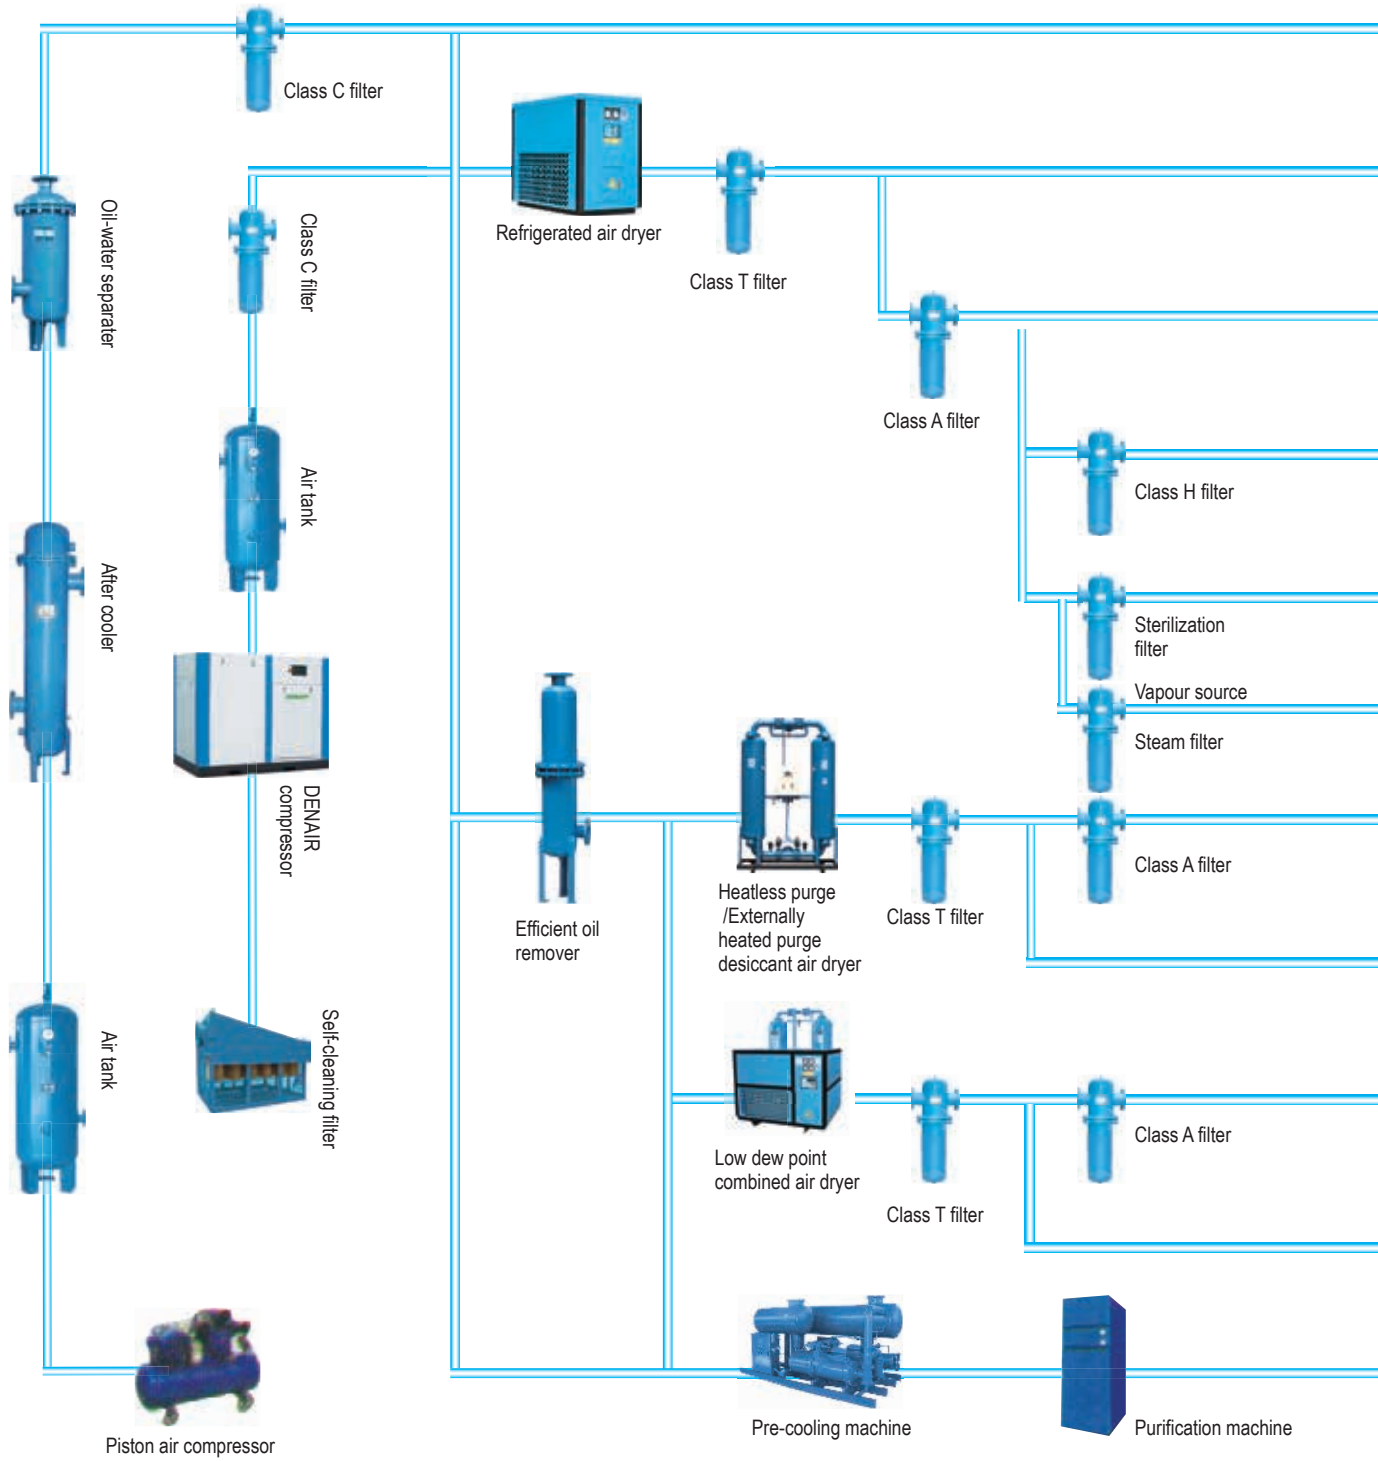 Class C filter
Refrigerated air dryer
Class T filter
Oil-water separater
Class C filter
Class A filter
Air tank
Class H filter
After cooler
Sterilization
filter
Vapour source
Steam filter
DENAIR
compressor
Class A filter
Heatless purge
/Externally
heated purge
desiccant air dryer
Class T filter
Efficient oil
remover
Air tank
Self-cleaning filter
Class A filter
Low dew point
combined air dryer
Class T filter
Pre-cooling machine
Purification machine
Piston air compressor